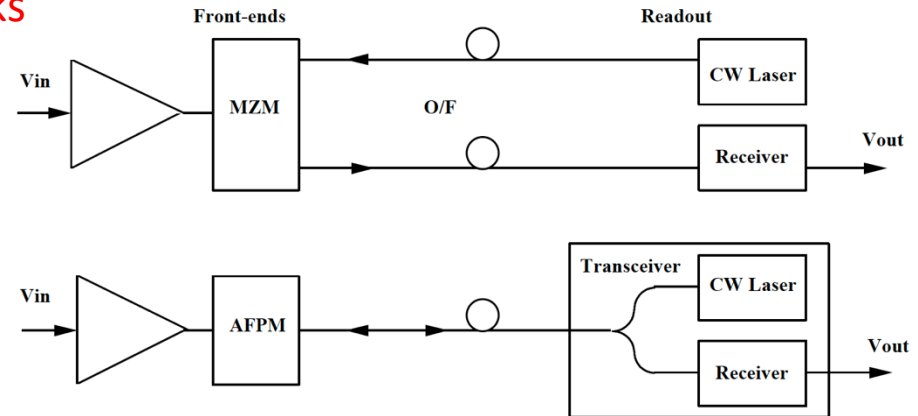 Front-ends
Readout
Vin
MZM
O/F
CW Laser
Receiver
Vout
Transceiver
Vin
AFPM
CW Laser
Receiver
Vout